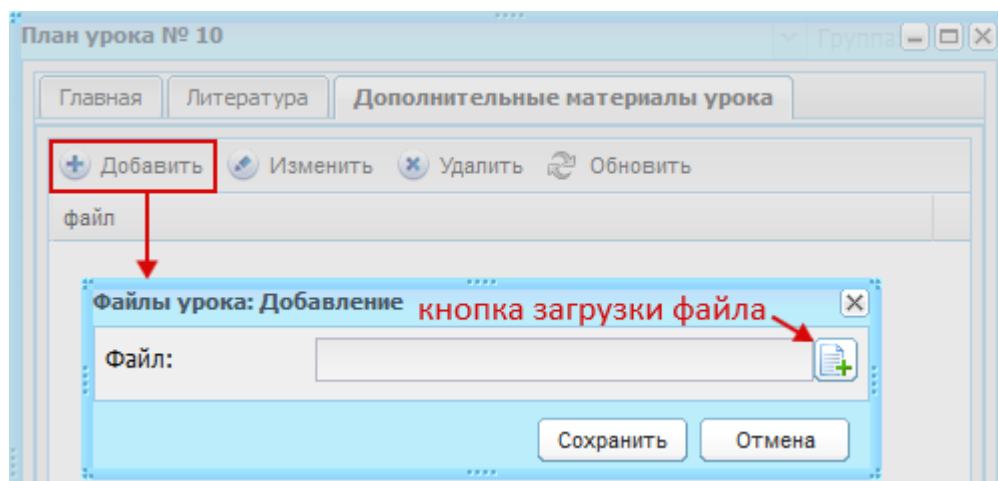 План урока № 10 Группа
Главная Литература Дополнительные материалы урока
Добавить Изменить Удалить Обновить
файл
Файлы урока: Добавление кнопка загрузки файла
Файл:
Сохранить Отмена